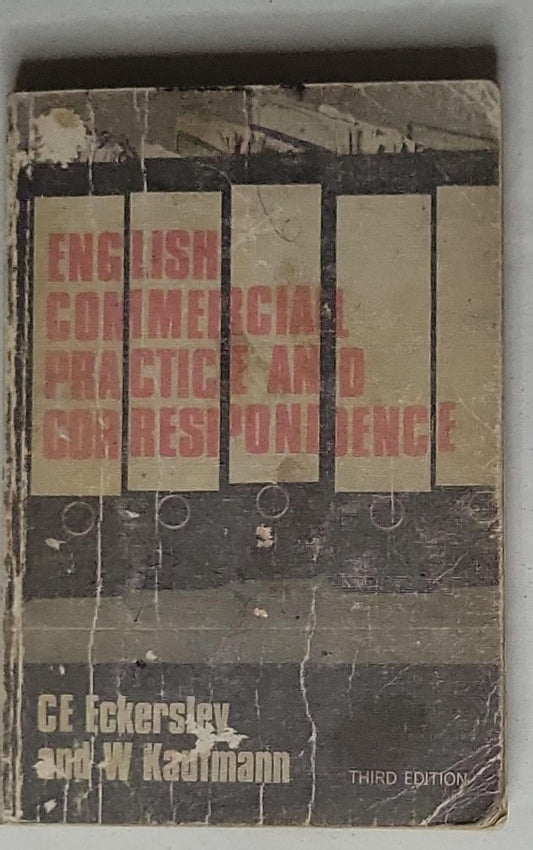 ENGLISH
COMMERCIAL
PRACTICE AND
CORRESPONDENCE
CE Eckersley
and W Kaufmann
THIRD EDITION